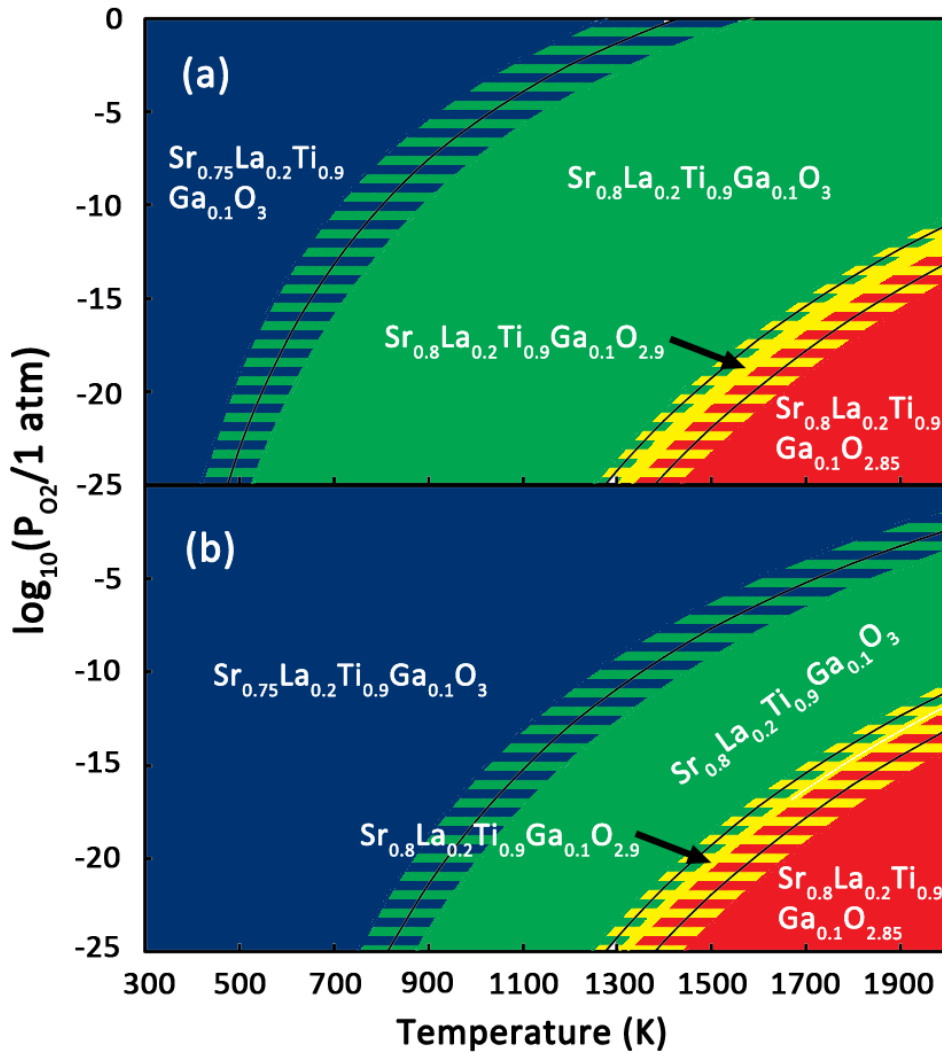 0
(a)
-5
Sr₀.₇₅La₀.₂Ti₀.₉
Ga₀.₁O₃
Sr₀.₈La₀.₂Ti₀.₉Ga₀.₁O₃
-10
-15
Sr₀.₈La₀.₂Ti₀.₉Ga₀.₁O₂.₉
-20
Sr₀.₈La₀.₂Ti₀.₉
Ga₀.₁O₂.₈₅
-25
log₁₀(P_O2/1 atm)
(b)
-5
-10
Sr₀.₇₅La₀.₂Ti₀.₉Ga₀.₁O₃
Sr₀.₈La₀.₂Ti₀.₉Ga₀.₁O₃
-15
Sr₀.₈La₀.₂Ti₀.₉Ga₀.₁O₂.₉
-20
Sr₀.₈La₀.₂Ti₀.₉
Ga₀.₁O₂.₈₅
-25
300 500 700 900 1100 1300 1500 1700 1900
Temperature (K)